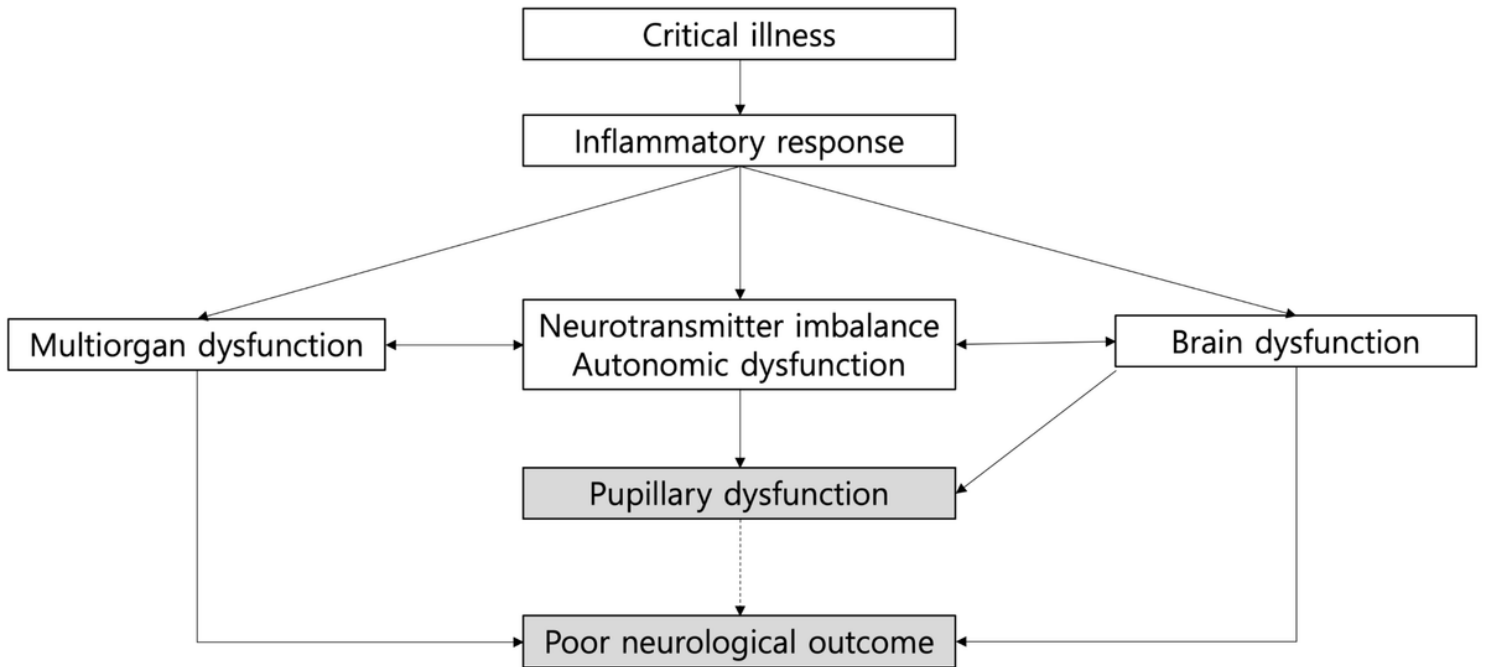 Critical illness
Inflammatory response
Multiorgan dysfunction
Neurotransmitter imbalance
Autonomic dysfunction
Brain dysfunction
Pupillary dysfunction
Poor neurological outcome